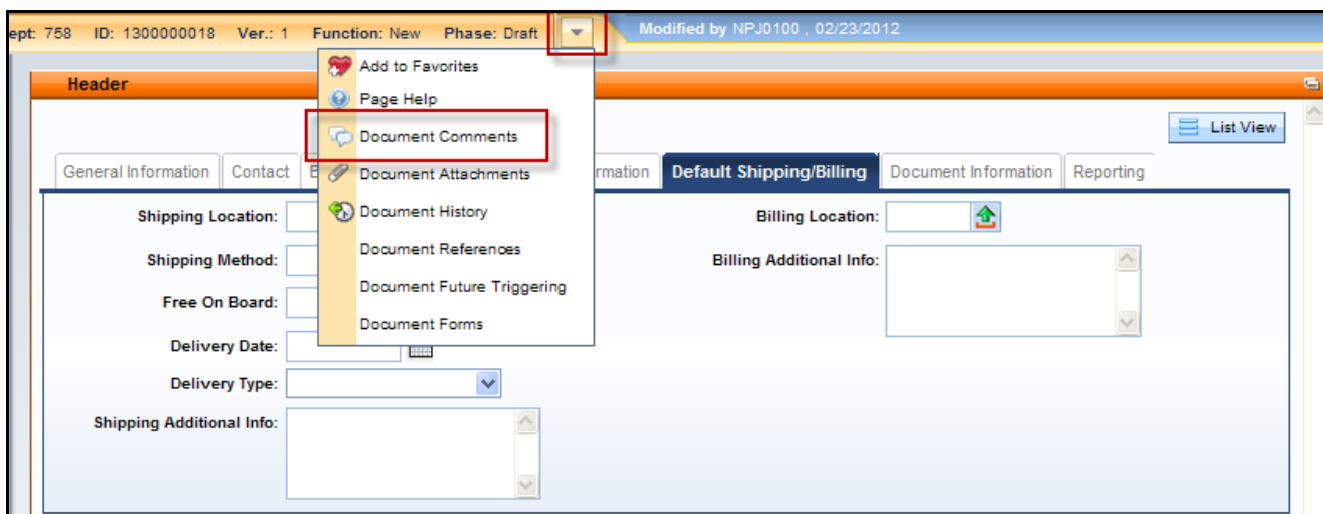 ept: 758 ID: 1300000018 Ver.: 1 Function: New Phase: Draft Modified by NPJ0100 , 02/23/2012
Add to Favorites
Header
Page Help
Document Comments
List View
General Information Contact E Document Attachments rmation Default Shipping/Billing Document Information Reporting
Shipping Location: Document History Billing Location:
Shipping Method: Document References Billing Additional Info:
Document Future Triggering
Free On Board:
Document Forms
Delivery Date:
Delivery Type:
Shipping Additional Info: